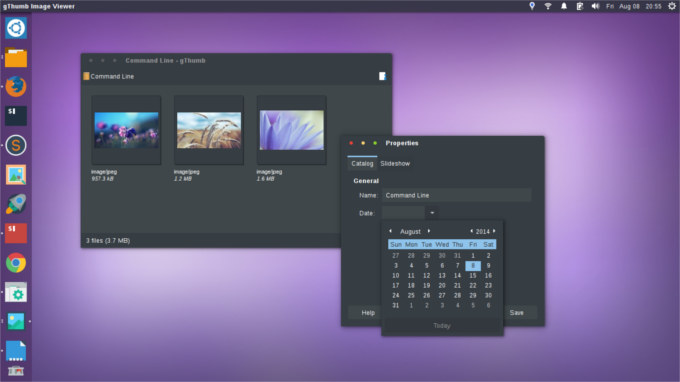 gThumb Image Viewer
Fri Aug 08 20:55
Command Line - gThumb
Command Line
image/jpeg
937.3 kB
image/jpeg
1.2 MB
image/jpeg
1.6 MB
3 files (3.7 MB)
Properties
Catalog Slideshow
General
Name: Command Line
Date:
August 2014
Sun Mon Tue Wed Thu Fri Sat
27 28 29 30 31 1 2
3 4 5 6 7 8 9
10 11 12 13 14 15 16
17 18 19 20 21 22 23
24 25 26 27 28 29 30
31 1 2 3 4 5 6
Today
Help Save